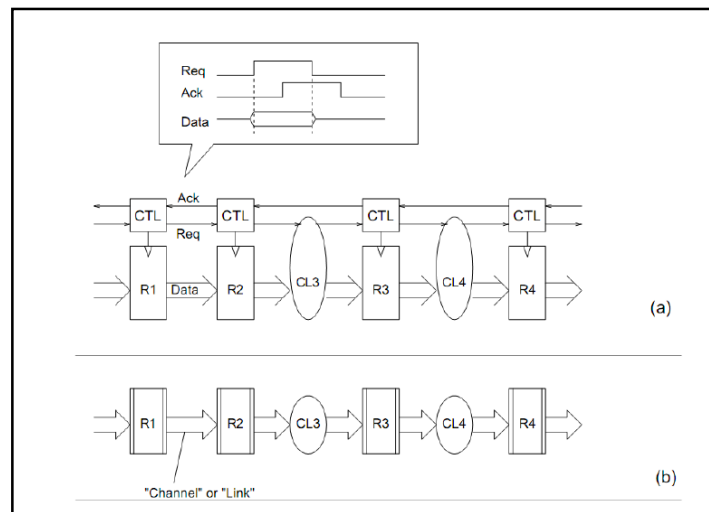 Req
Ack
Data
Ack
CTL CTL CTL CTL
Req
R1 Data R2 CL3 R3 CL4 R4
(a)
R1 R2 CL3 R3 CL4 R4
(b)
"Channel" or "Link"